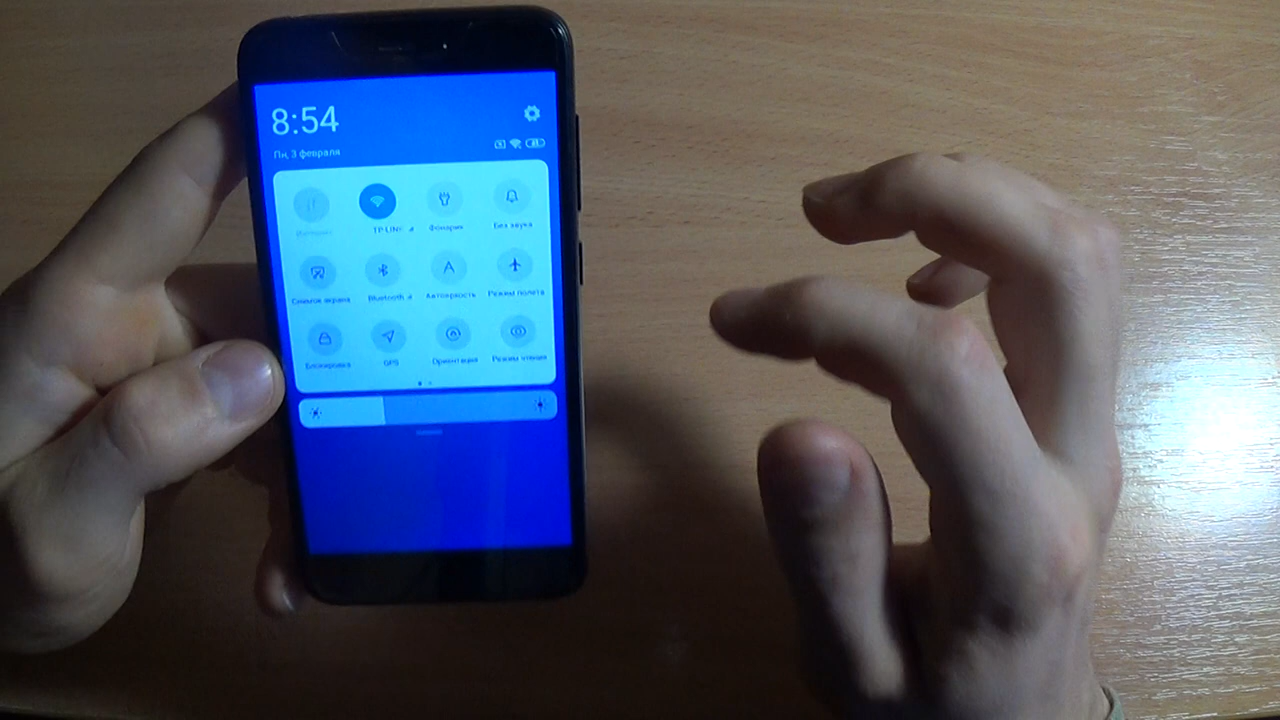 8:54
Пн, 3 февраля
Интернет TP-LINK Фонарик Без звука
Снимок экрана Bluetooth Автояркость Режим полета
Блокировка GPS Ориентация Режим чтения